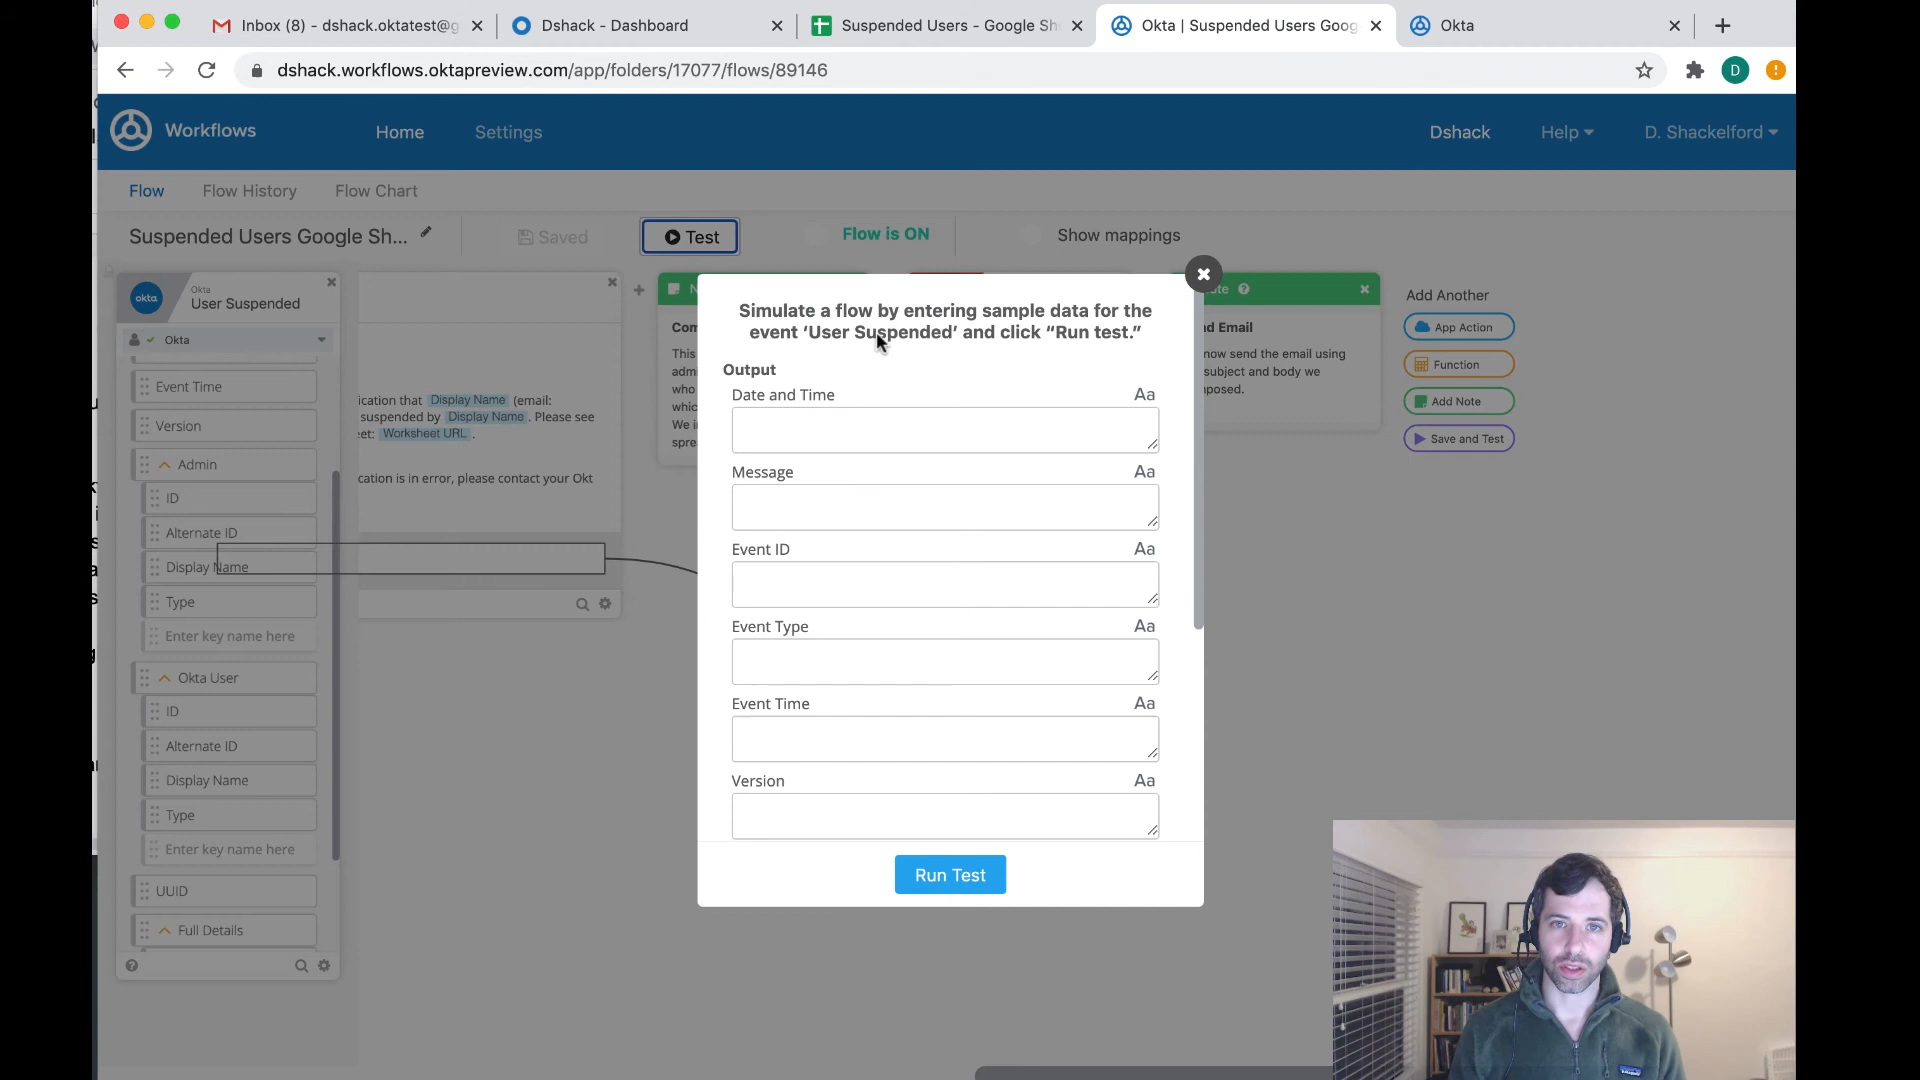 Inbox (8) - dshack.oktatest@g
Dshack - Dashboard
Suspended Users - Google Sh
Okta | Suspended Users Goog
Okta
dshack.workflows.oktapreview.com/app/folders/17077/flows/89146
D
Workflows
Home
Settings
Dshack
Help
D. Shackelford
Flow
Flow History
Flow Chart
Suspended Users Google Sh...
Saved
Test
Flow is ON
Show mappings
okta
Okta
User Suspended
Okta
Event Time
Version
Admin
ID
Alternate ID
Display Name
Type
Enter key name here
Okta User
ID
Alternate ID
Display Name
Type
Enter key name here
UUID
Full Details
ication that Display Name (email:
suspended by Display Name . Please see
et: Worksheet URL .
cation is in error, please contact your Okt
N
Com
This
adm
who
whic
We i
spre
Simulate a flow by entering sample data for the
event ‘User Suspended’ and click “Run test.”
Output
Date and Time
Aa
Message
Aa
Event ID
Aa
Event Type
Aa
Event Time
Aa
Version
Aa
Run Test
ote
nd Email
now send the email using
subject and body we
posed.
Add Another
App Action
Function
Add Note
Save and Test